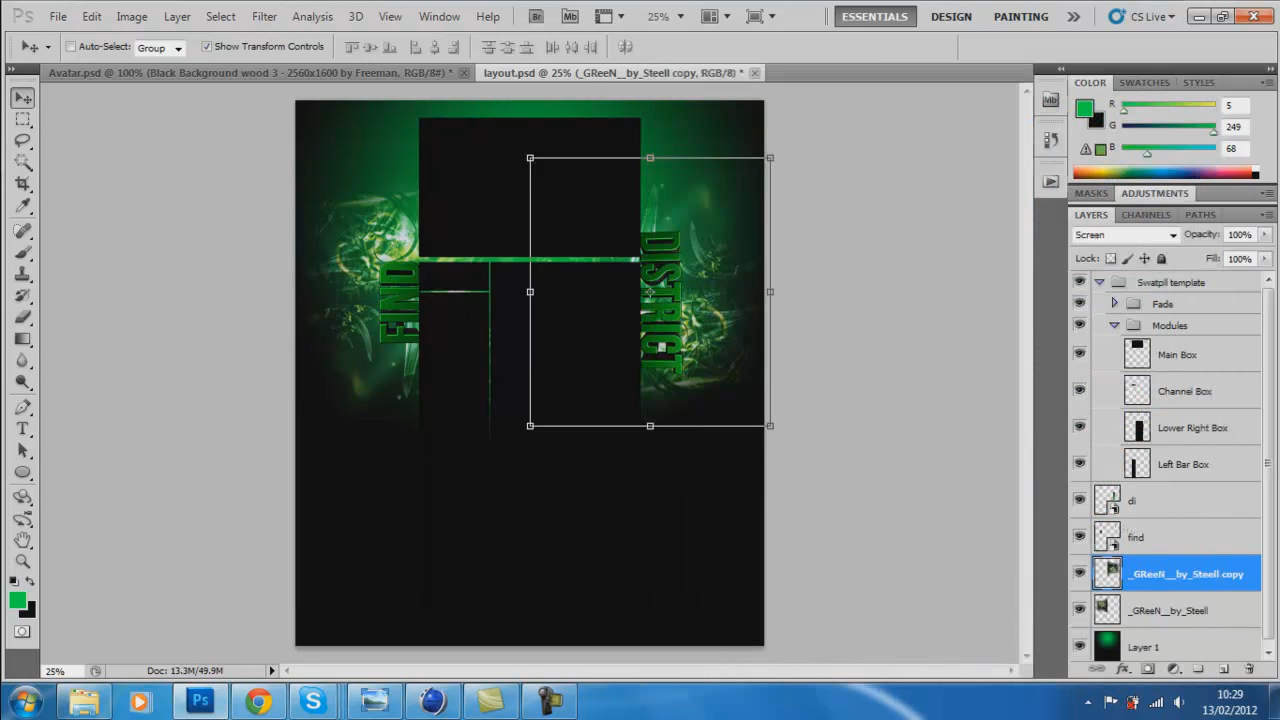 Ps File Edit Image Layer Select Filter Analysis 3D View Window Help Br Mb 25% ESSENTIALS DESIGN PAINTING CS Live
Auto-Select: Group Show Transform Controls
Avatar.psd @ 100% (Black Background wood 3 - 2560x1600 by Freeman, RGB/8#) * layout.psd @ 25% (_GReeN__by_Steell copy, RGB/8) *
COLOR SWATCHES STYLES
Mb
R 5
G 249
B 68
MASKS ADJUSTMENTS
LAYERS CHANNELS PATHS
Screen Opacity: 100%
Lock: Fill: 100%
Swatpll template
Fade
Modules
Main Box
Channel Box
Lower Right Box
Left Bar Box
di
find
_GReeN__by_Steell copy
_GReeN__by_Steell
Layer 1
FIND
DISTRICT
T
25% Doc: 13.3M/49.9M
fx
Ps S
10:29
13/02/2012